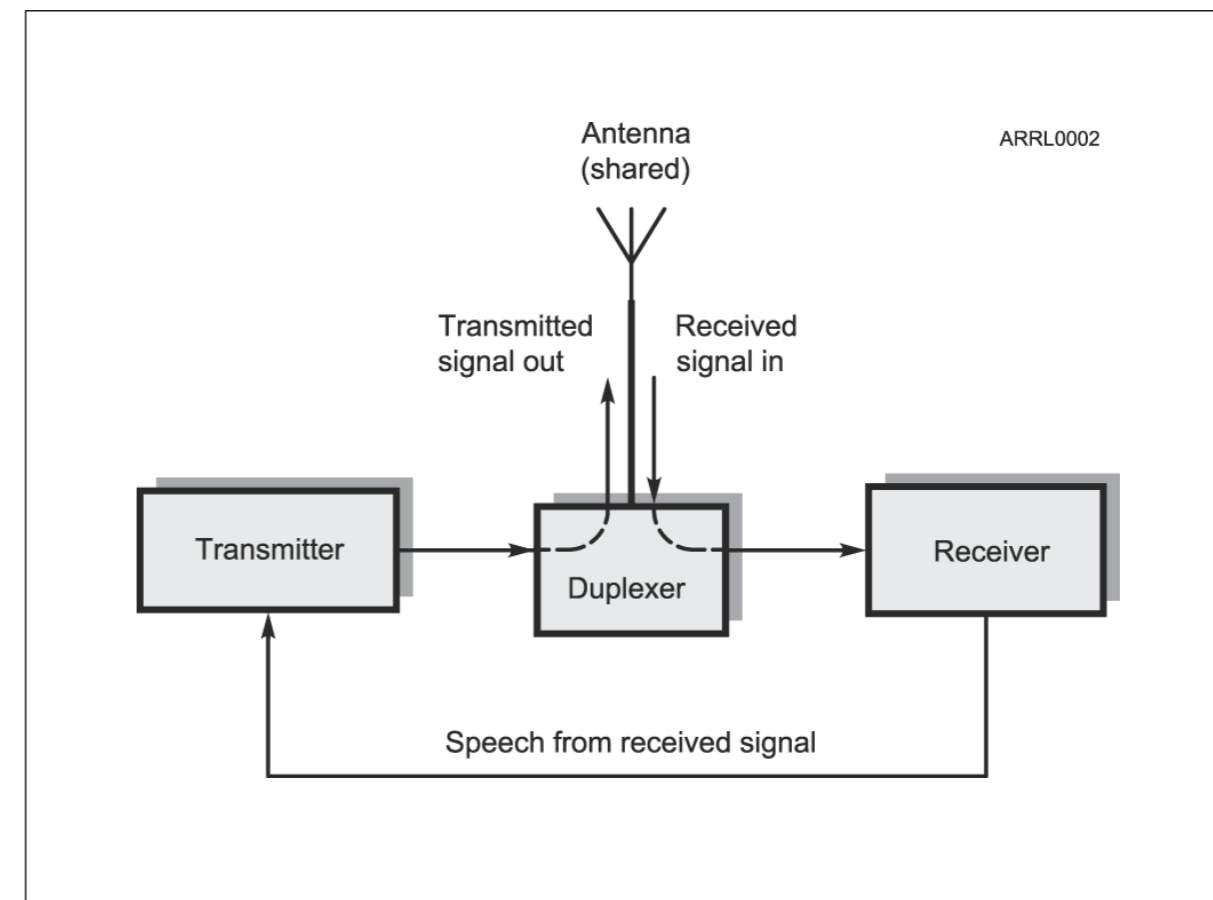 Antenna
(shared)
ARRL0002
Transmitted
signal out
Received
signal in
Transmitter
Duplexer
Receiver
Speech from received signal